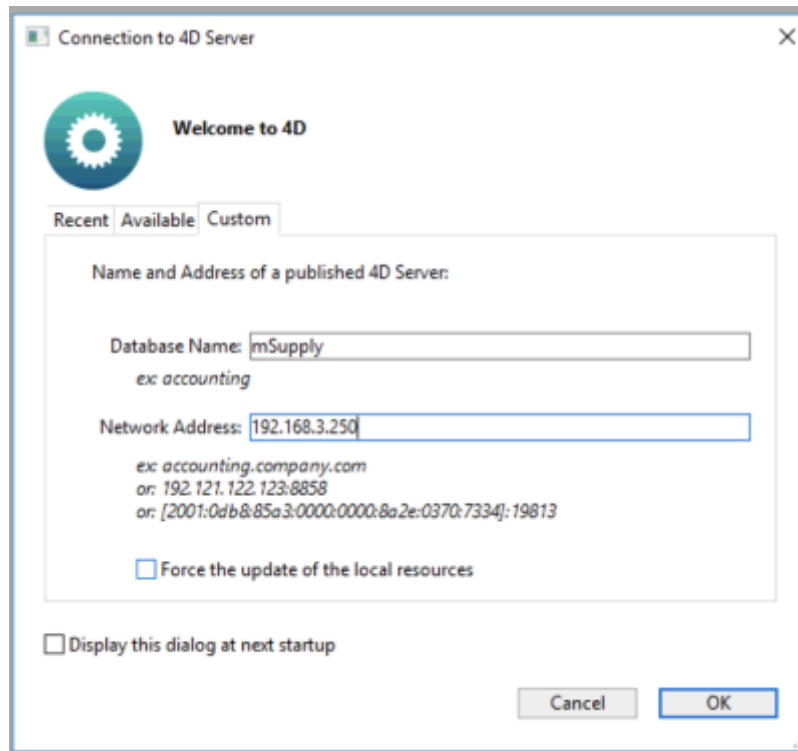 Connection to 4D Server
Welcome to 4D
Recent Available Custom
Name and Address of a published 4D Server:
Database Name: mSupply
ex: accounting
Network Address: 192.168.3.250
ex: accounting.company.com
or: 192.121.122.123:8858
or: [2001:0db8:85a3:0000:0000:8a2e:0370:7334]:19813
Force the update of the local resources
Display this dialog at next startup
Cancel OK